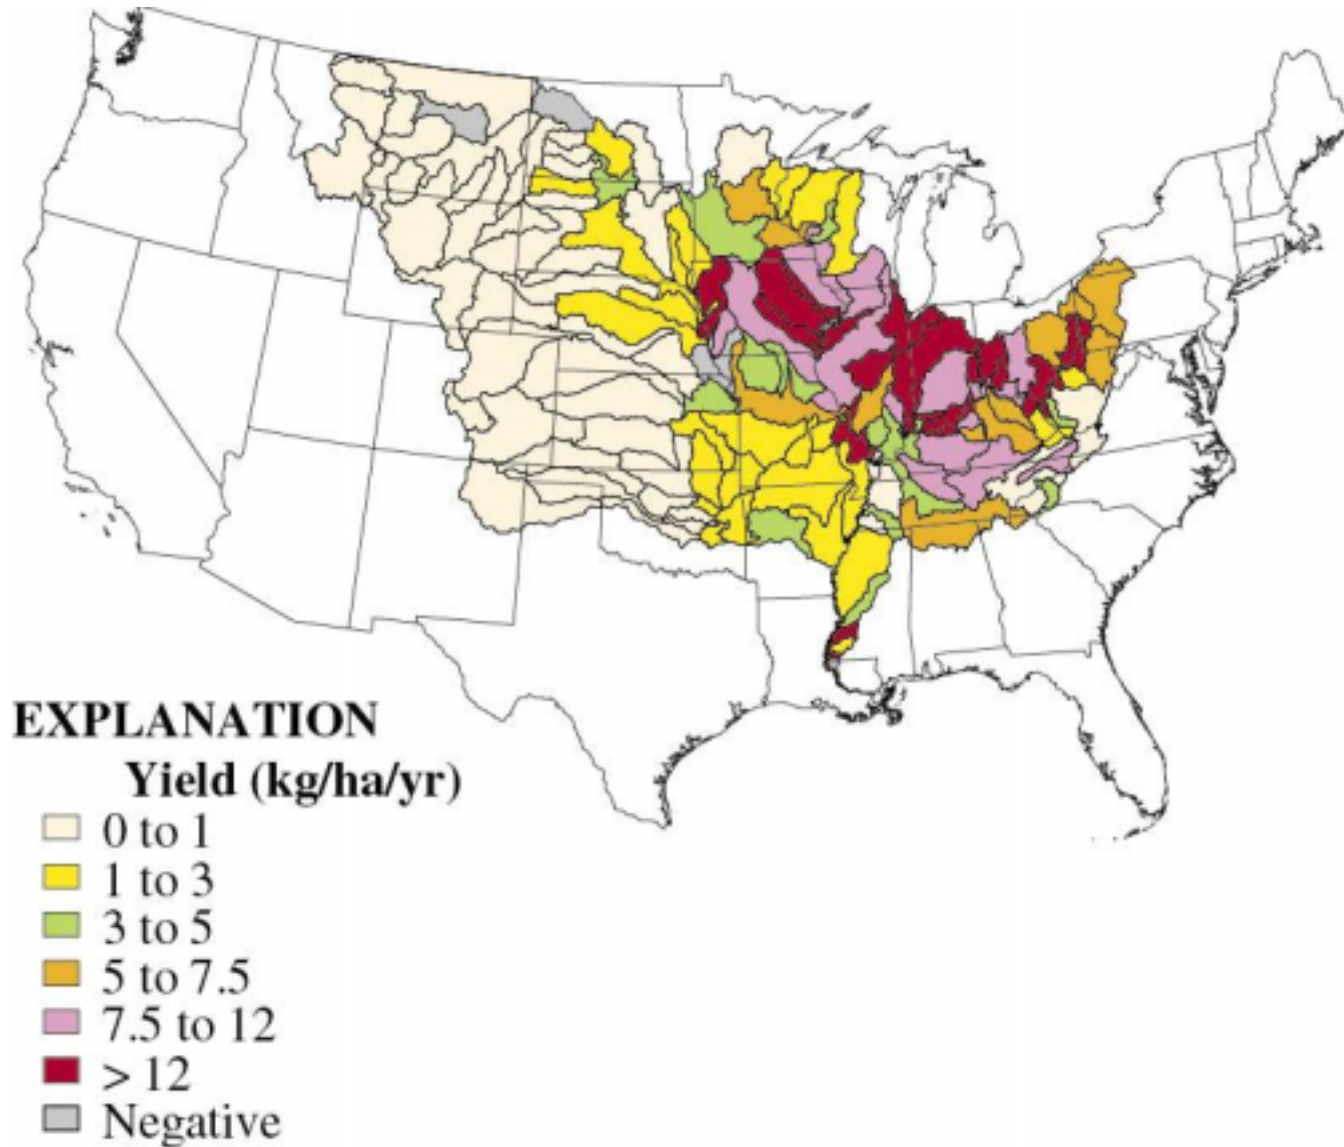 EXPLANATION
Yield (kg/ha/yr)
0 to 1
1 to 3
3 to 5
5 to 7.5
7.5 to 12
> 12
Negative